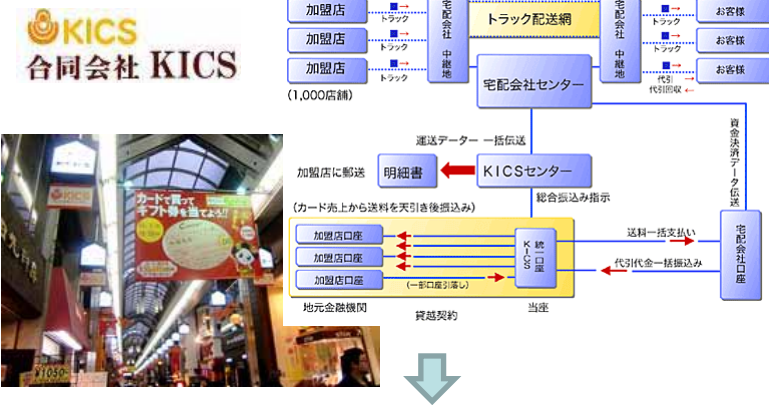 KICS
合同会社 KICS
加盟店
トラック
宅配会社 中継地
トラック配送網
宅配会社 中継地
トラック
お客様
加盟店
トラック
トラック
お客様
加盟店
トラック
代引
代引回収
お客様
(1,000店舗)
宅配会社センター
運送データー 一括伝送
資金決済データ伝送
加盟店に郵送
明細書
KICSセンター
総合振込み指示
(カード売上から送料を天引き後振込み)
加盟店口座
加盟店口座
加盟店口座
(一部口座引落し)
統一口座 KICS
送料一括支払い
代引代金一括振込み
宅配会社口座
地元金融機関
貸越契約
当座
KICS
カードで買って
ギフト券を当てよう!!
¥1050-